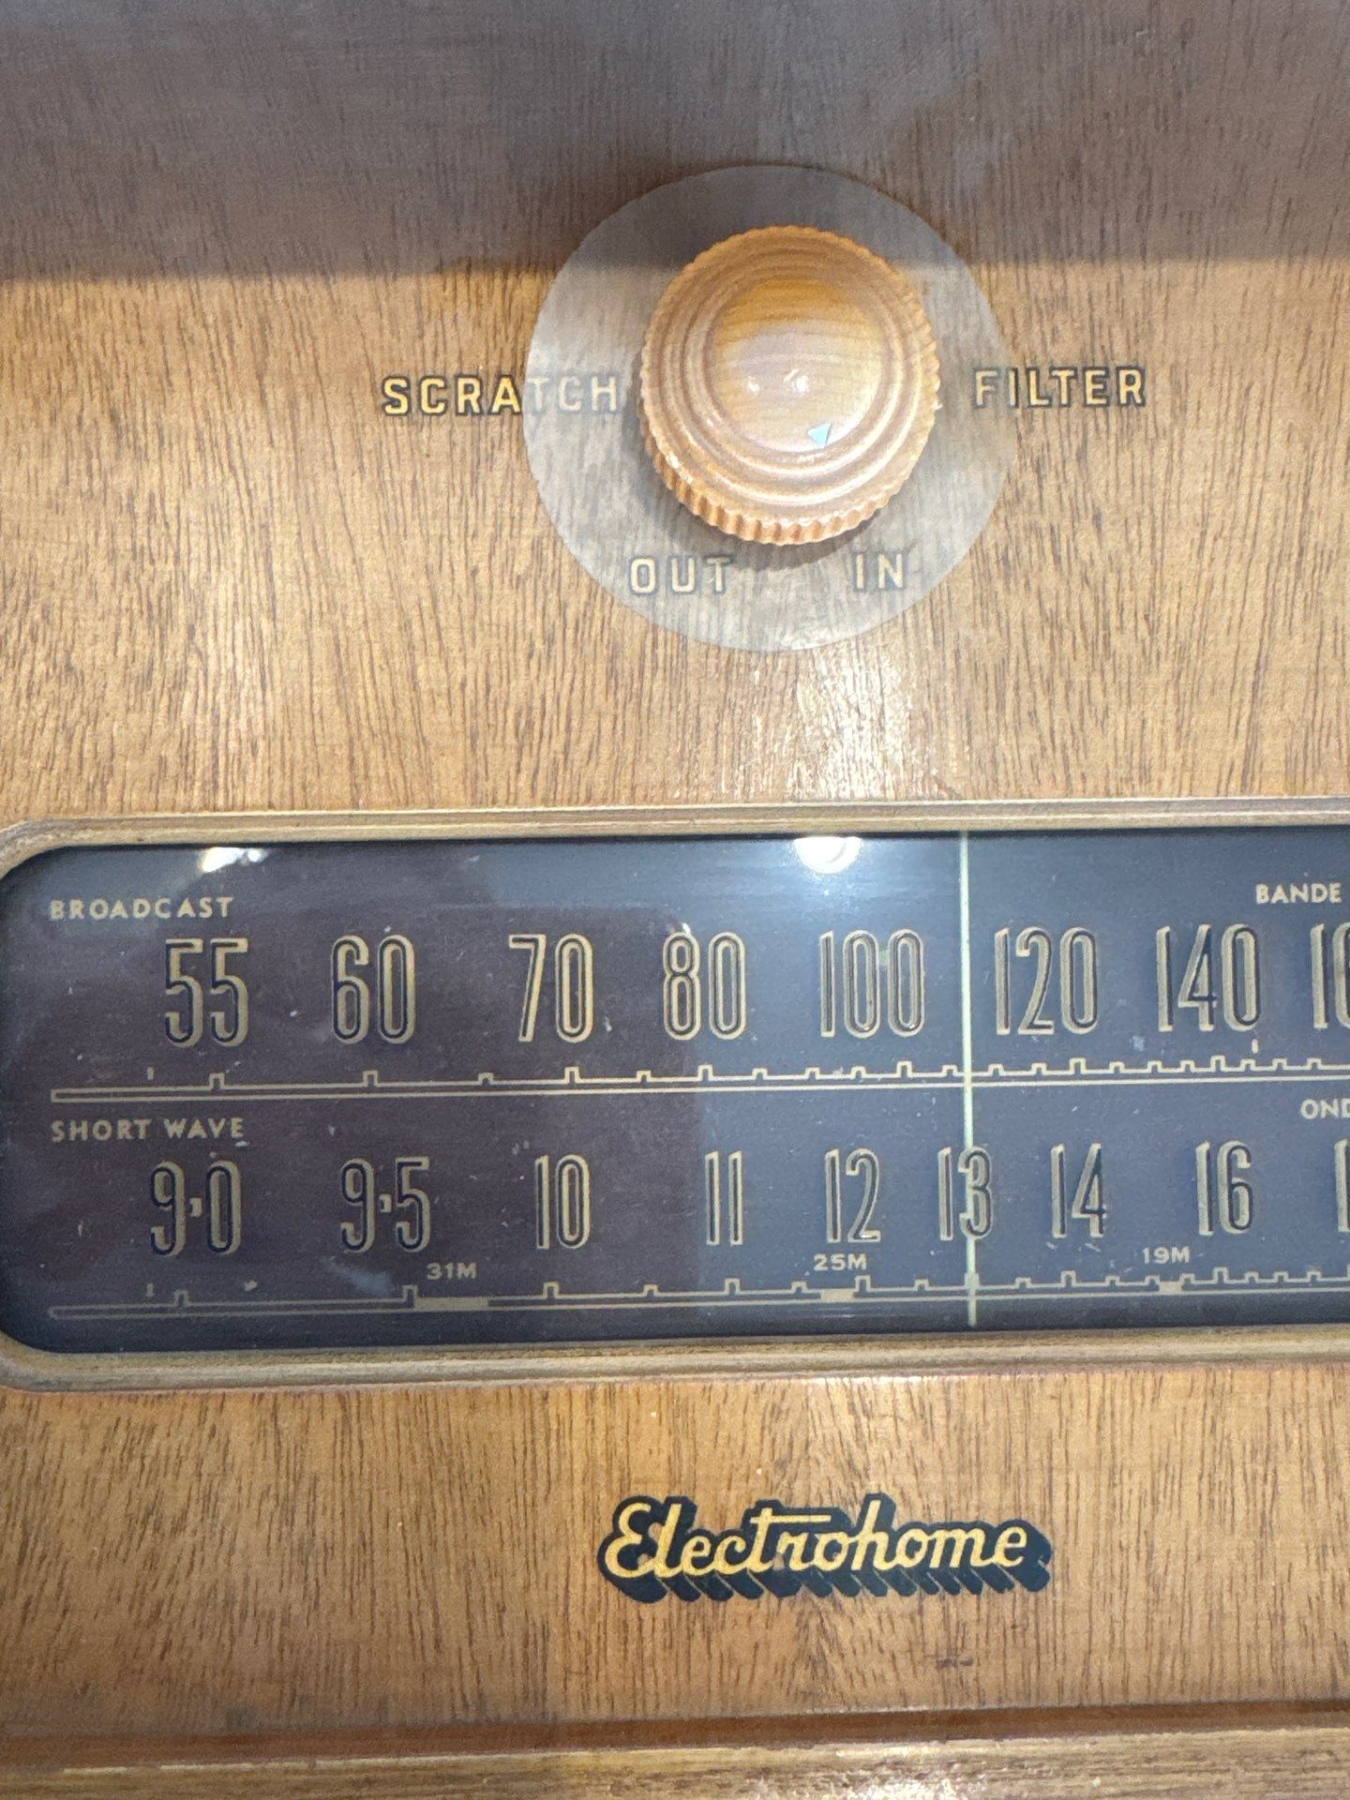 SCRATCH FILTER
OUT IN
BROADCAST BANDE
55 60 70 80 100 120 140
SHORT WAVE
9.0 9.5 10 11 12 13 14 16
31M 25M 19M
Electrohome